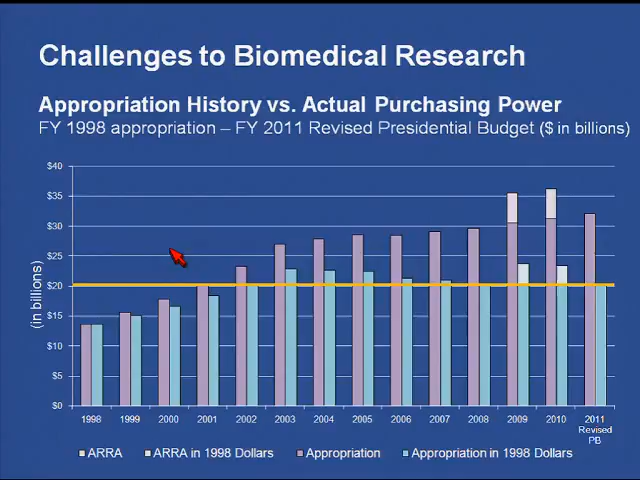 Challenges to Biomedical Research
Appropriation History vs. Actual Purchasing Power
FY 1998 appropriation – FY 2011 Revised Presidential Budget ($ in billions)
$40
$35
$30
$25
$20
$15
$10
$5
$0
(in billions)
1998 1999 2000 2001 2002 2003 2004 2005 2006 2007 2008 2009 2010 2011
Revised
PB
ARRA ARRA in 1998 Dollars Appropriation Appropriation in 1998 Dollars